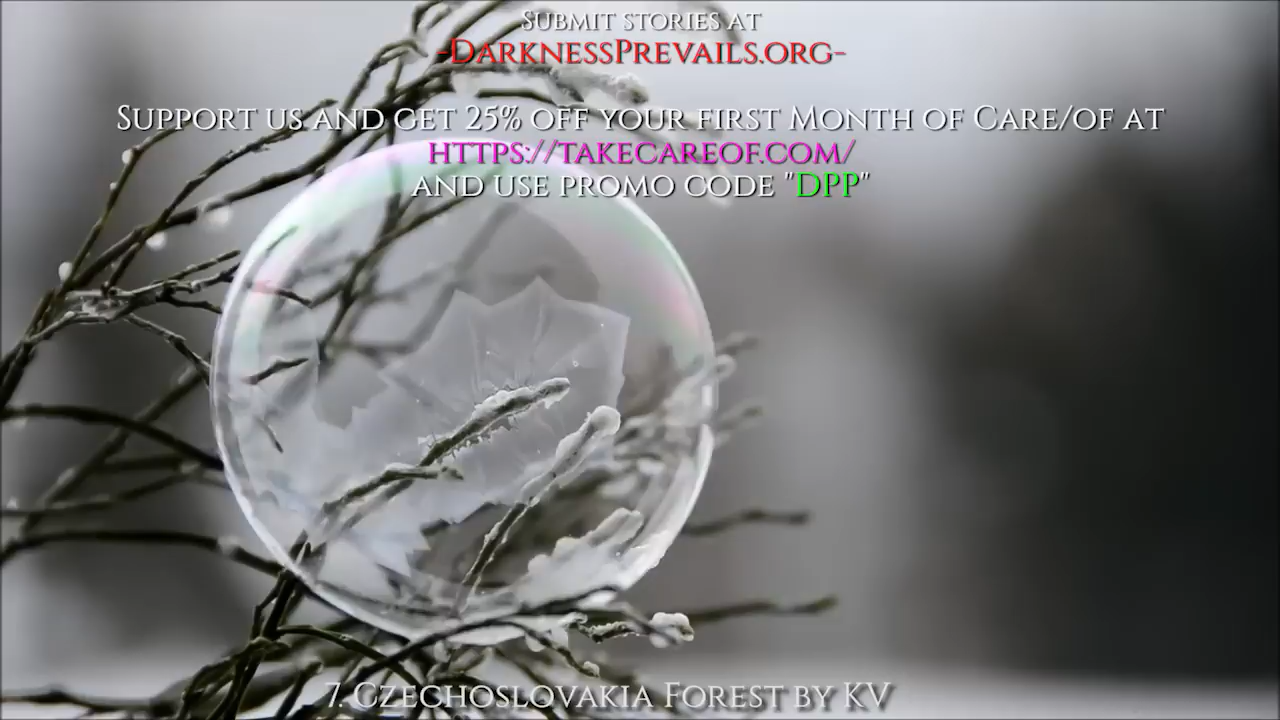 Submit stories at
-DarknessPrevails.org-
Support us and get 25% off your first Month of Care/of at
https://takecareof.com/
and use promo code "DPP"
7. Czechoslovakia Forest by KV